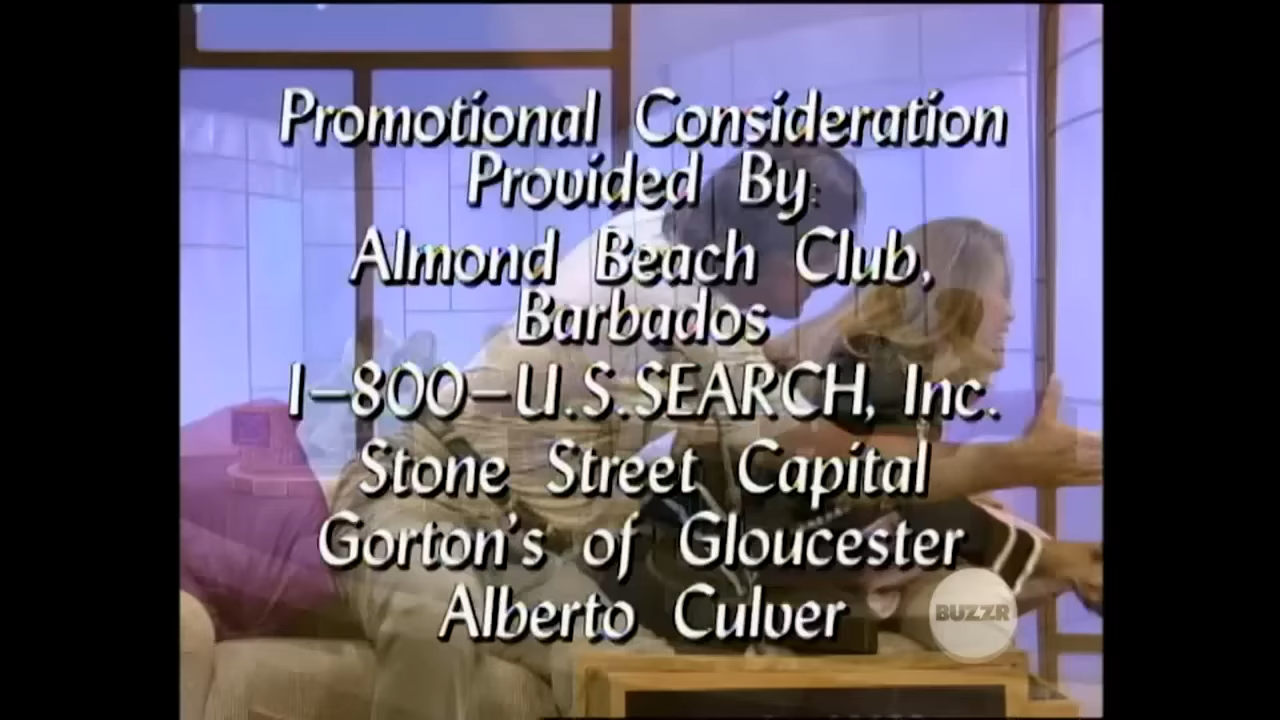 Promotional Consideration
Provided By:
Almond Beach Club,
Barbados
1-800-U.S.SEARCH, Inc.
Stone Street Capital
Gorton's of Gloucester
Alberto Culver
BUZZR